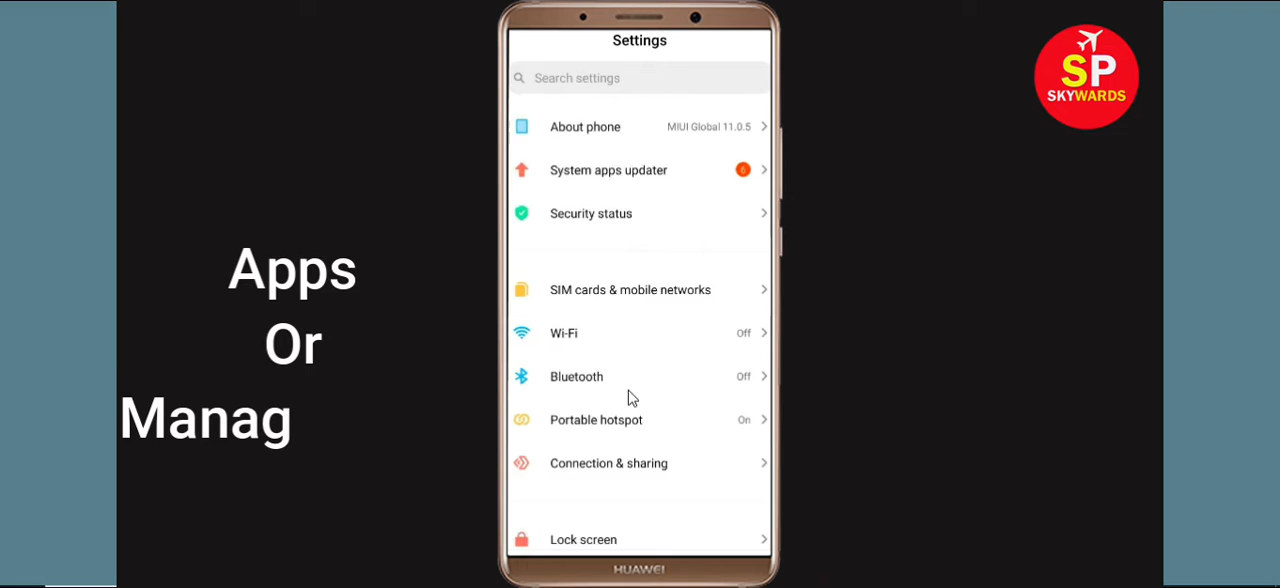 Settings
Search settings
About phone MIUI Global 11.0.5
System apps updater 6
Security status
SIM cards & mobile networks
Wi-Fi Off
Bluetooth Off
Portable hotspot On
Connection & sharing
Lock screen
HUAWEI
Apps
Or
Manag
SP
SKYWARDS